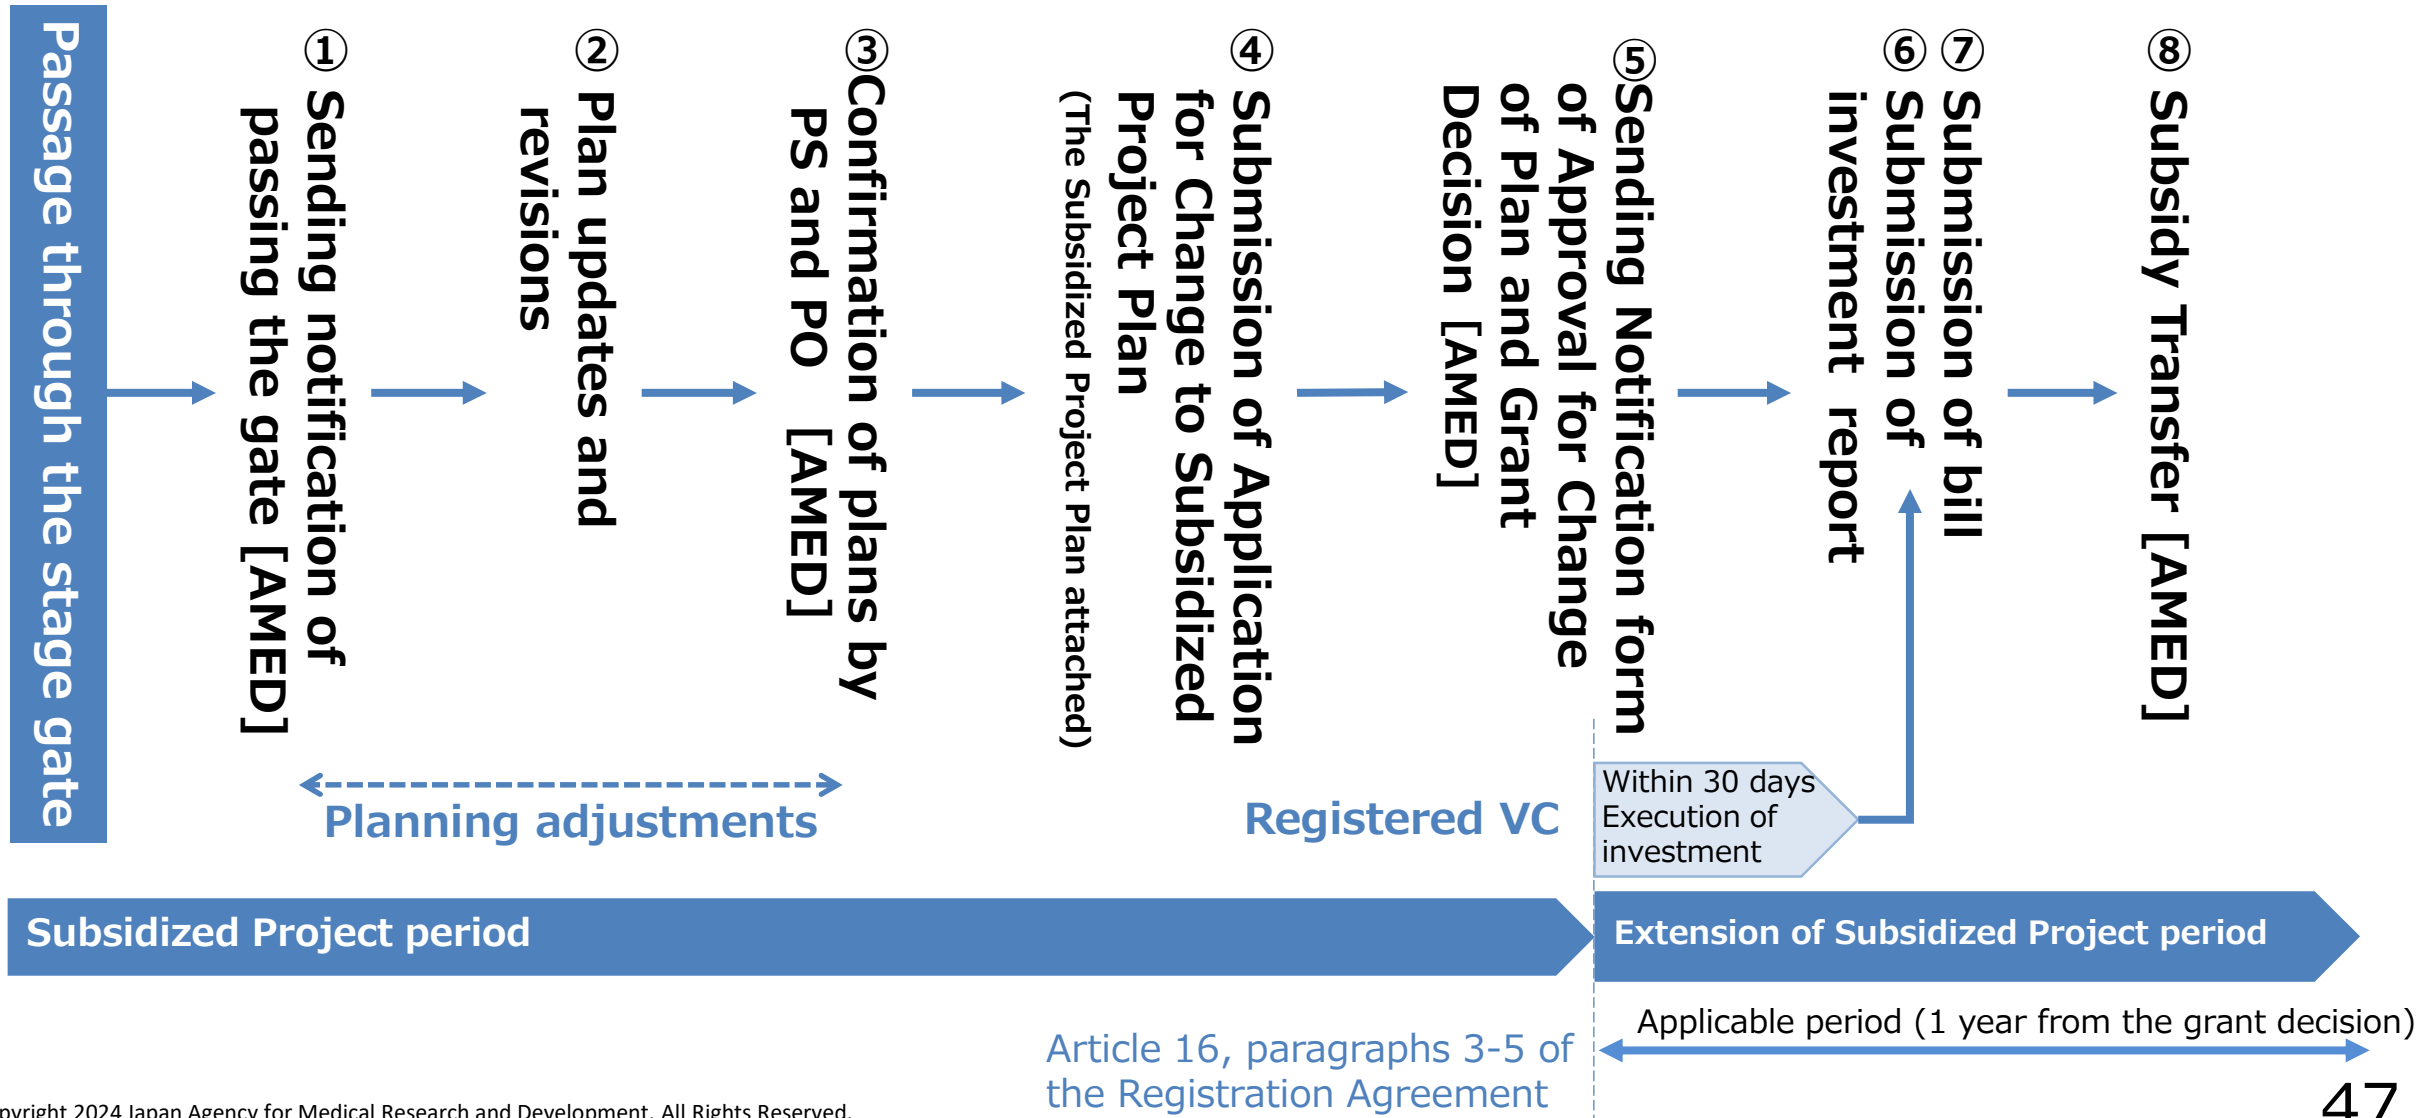 Passage through the stage gate
① Sending notification of
passing the gate [AMED]
② Plan updates and
revisions
③Confirmation of plans by
PS and PO [AMED]
④ Submission of Application
for Change to Subsidized
Project Plan
(The Subsidized Project Plan attached)
⑤Sending Notification form
of Approval for Change
of Plan and Grant
Decision [AMED]
⑥ Submission of
investment report
⑦ Submission of bill
⑧ Subsidy Transfer [AMED]
Planning adjustments
Registered VC
Within 30 days
Execution of
investment
Subsidized Project period
Extension of Subsidized Project period
Applicable period (1 year from the grant decision)
Article 16, paragraphs 3-5 of
the Registration Agreement
pyright 2024 Japan Agency for Medical Research and Development. All Rights Reserved.
47